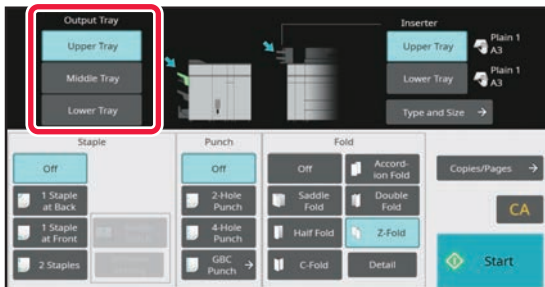 Output Tray
Upper Tray
Middle Tray
Lower Tray
Inserter
Upper Tray
Plain 1
A3
Lower Tray
Plain 1
A3
Type and Size
Staple
Off
1 Staple
at Back
1 Staple
at Front
2 Staples
Punch
Off
2-Hole
Punch
4-Hole
Punch
GBC
Punch
Fold
Off
Accord-
ion Fold
Saddle
Fold
Double
Fold
Half Fold
Z-Fold
C-Fold
Detail
Copies/Pages
CA
Start